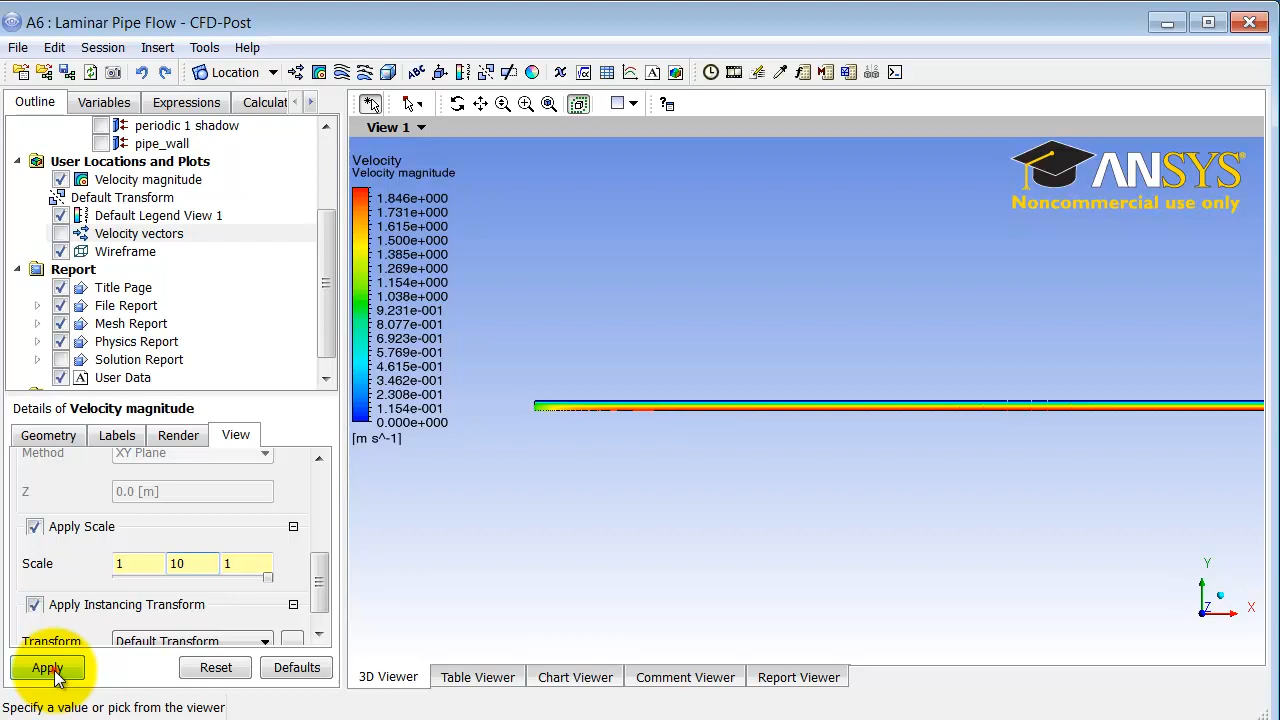 A6 : Laminar Pipe Flow - CFD-Post
File Edit Session Insert Tools Help
Location
Outline Variables Expressions Calculat
periodic 1 shadow
pipe_wall
User Locations and Plots
Velocity magnitude
Default Transform
Default Legend View 1
Velocity vectors
Wireframe
Report
Title Page
File Report
Mesh Report
Physics Report
Solution Report
User Data
Details of Velocity magnitude
Geometry Labels Render View
Method XY Plane
Z 0.0 [m]
Apply Scale
Scale 1 10 1
Apply Instancing Transform
Transform Default Transform
Apply Reset Defaults
Specify a value or pick from the viewer
View 1
Velocity
Velocity magnitude
1.846e+000
1.731e+000
1.615e+000
1.500e+000
1.385e+000
1.269e+000
1.154e+000
1.038e+000
9.231e-001
8.077e-001
6.923e-001
5.769e-001
4.615e-001
3.462e-001
2.308e-001
1.154e-001
0.000e+000
[m s^-1]
ANSYS
Noncommercial use only
Y
Z X
3D Viewer Table Viewer Chart Viewer Comment Viewer Report Viewer